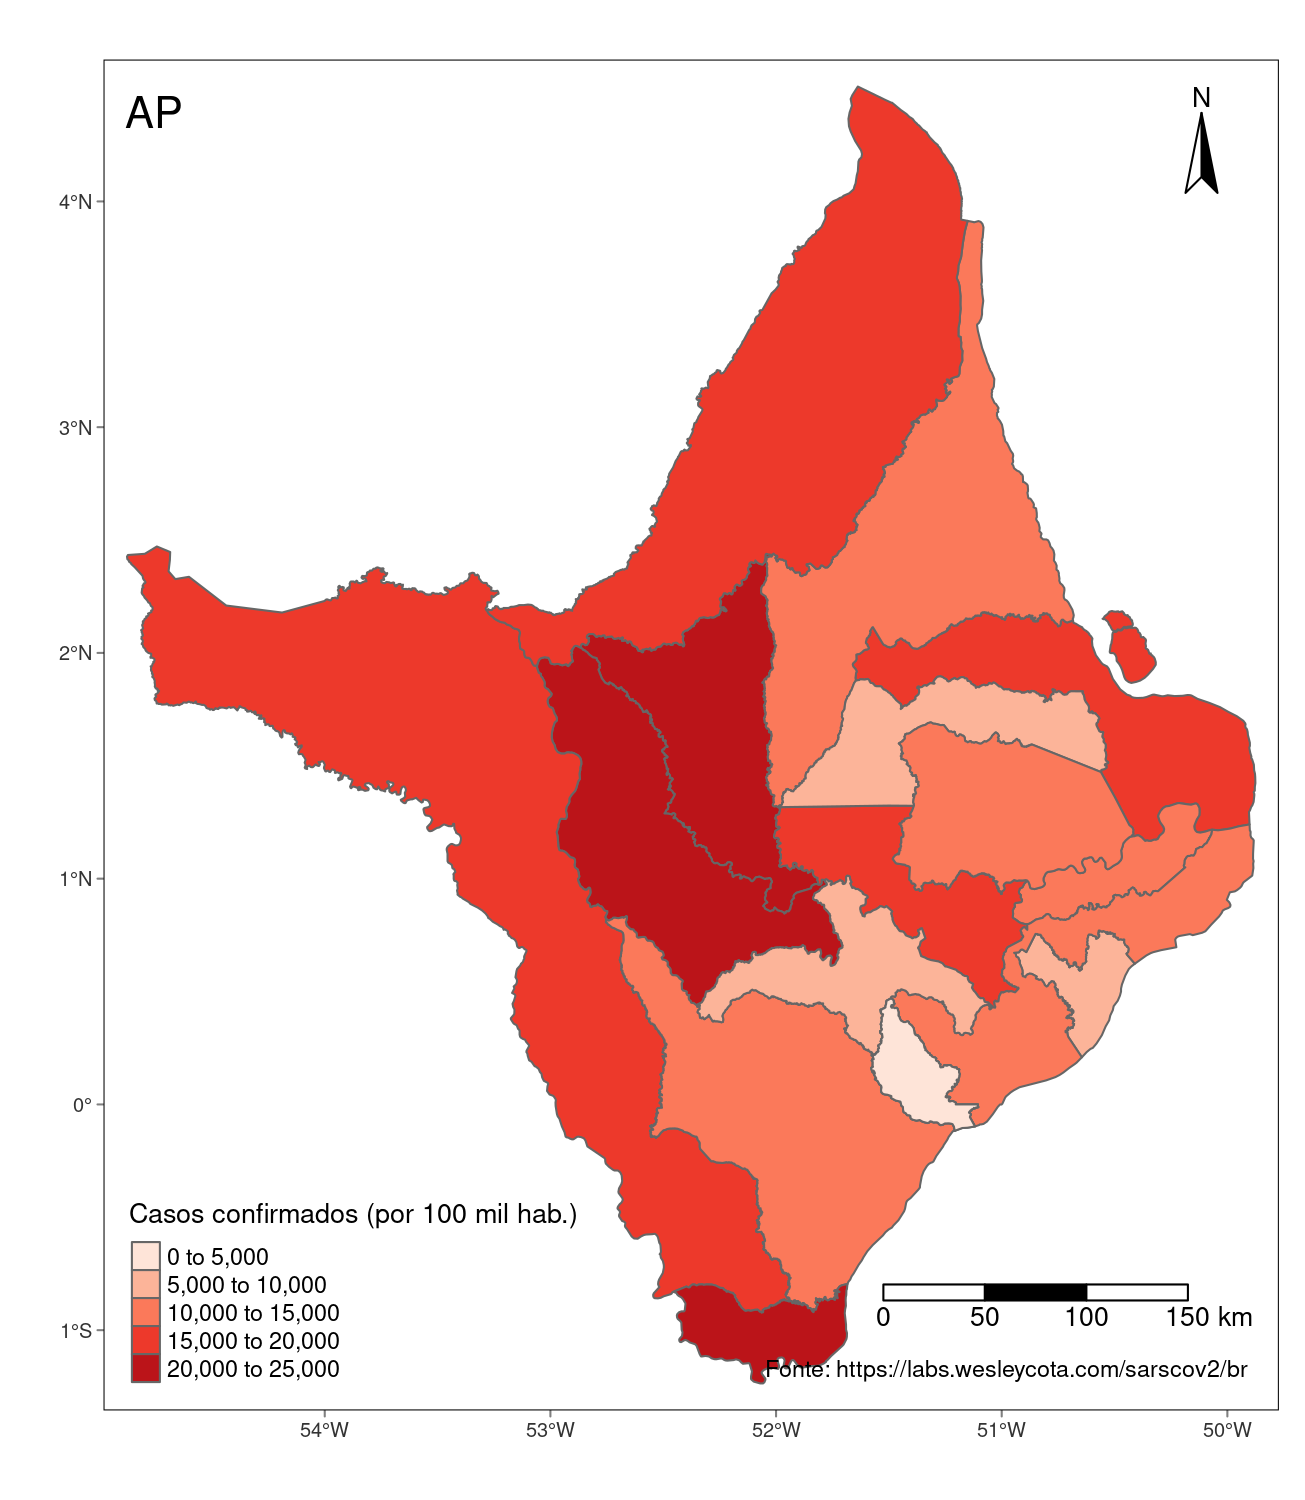 AP
N
4°N
3°N
2°N
1°N
0°
1°S
Casos confirmados (por 100 mil hab.)
0 to 5,000
5,000 to 10,000
10,000 to 15,000
15,000 to 20,000
20,000 to 25,000
0 50 100 150 km
Fonte: https://labs.wesleycota.com/sarscov2/br
54°W 53°W 52°W 51°W 50°W